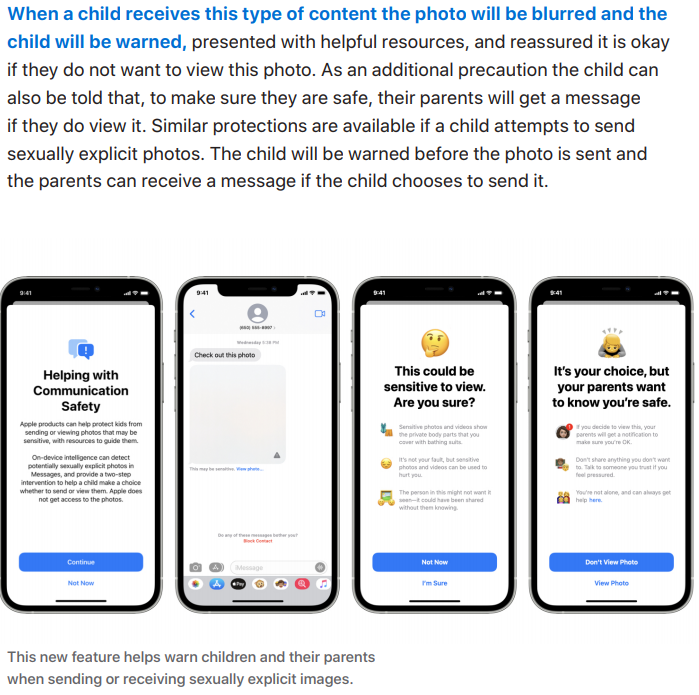 When a child receives this type of content the photo will be blurred and the
child will be warned, presented with helpful resources, and reassured it is okay
if they do not want to view this photo. As an additional precaution the child can
also be told that, to make sure they are safe, their parents will get a message
if they do view it. Similar protections are available if a child attempts to send
sexually explicit photos. The child will be warned before the photo is sent and
the parents can receive a message if the child chooses to send it.
9:41
Helping with
Communication
Safety
Apple products can help protect kids from
sending or viewing photos that may be
sensitive, with resources to guide them.
On-device intelligence can detect
potentially sexually explicit photos in
Messages, and provide a two-step
intervention to help a child make a choice
whether to send or view them. Apple does
not get access to the photos.
Continue
Not Now
9:41
(650) 555-8997 >
Wednesday 5:38 PM
Check out this photo
This may be sensitive. View photo...
Do any of these messages bother you?
Block Contact
iMessage
Pay
9:41
This could be
sensitive to view.
Are you sure?
Sensitive photos and videos show
the private body parts that you
cover with bathing suits.
It's not your fault, but sensitive
photos and videos can be used to
hurt you.
The person in this might not want it
seen—it could have been shared
without them knowing.
Not Now
I'm Sure
9:41
It's your choice, but
your parents want
to know you're safe.
If you decide to view this, your
parents will get a notification to
make sure you're OK.
Don't share anything you don't want
to. Talk to someone you trust if you
feel pressured.
You're not alone, and can always get
help here.
Don't View Photo
View Photo
This new feature helps warn children and their parents
when sending or receiving sexually explicit images.